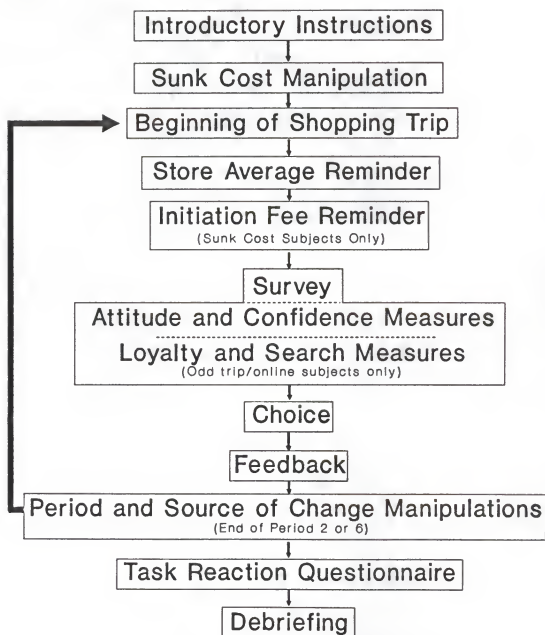 Introductory Instructions
Sunk Cost Manipulation
Beginning of Shopping Trip
Store Average Reminder
Initiation Fee Reminder
(Sunk Cost Subjects Only)
Survey
Attitude and Confidence Measures
Loyalty and Search Measures
(Odd trip/online subjects only)
Choice
Feedback
Period and Source of Change Manipulations
(End of Period 2 or 6)
Task Reaction Questionnaire
Debriefing